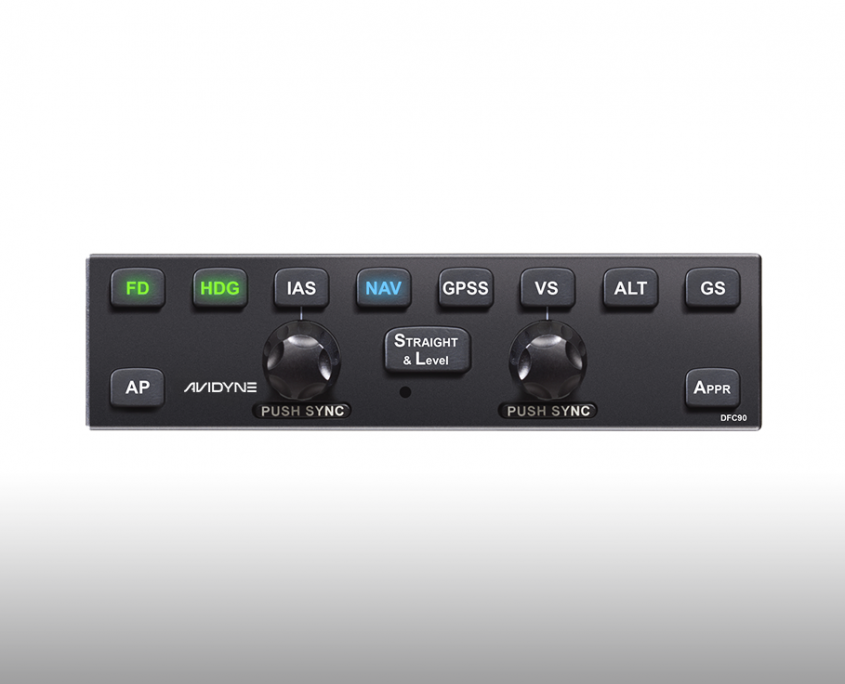 FD HDG IAS NAV GPSS VS ALT GS
STRAIGHT
& Level
AP AVIDYNE APPR
PUSH SYNC PUSH SYNC
DFC90